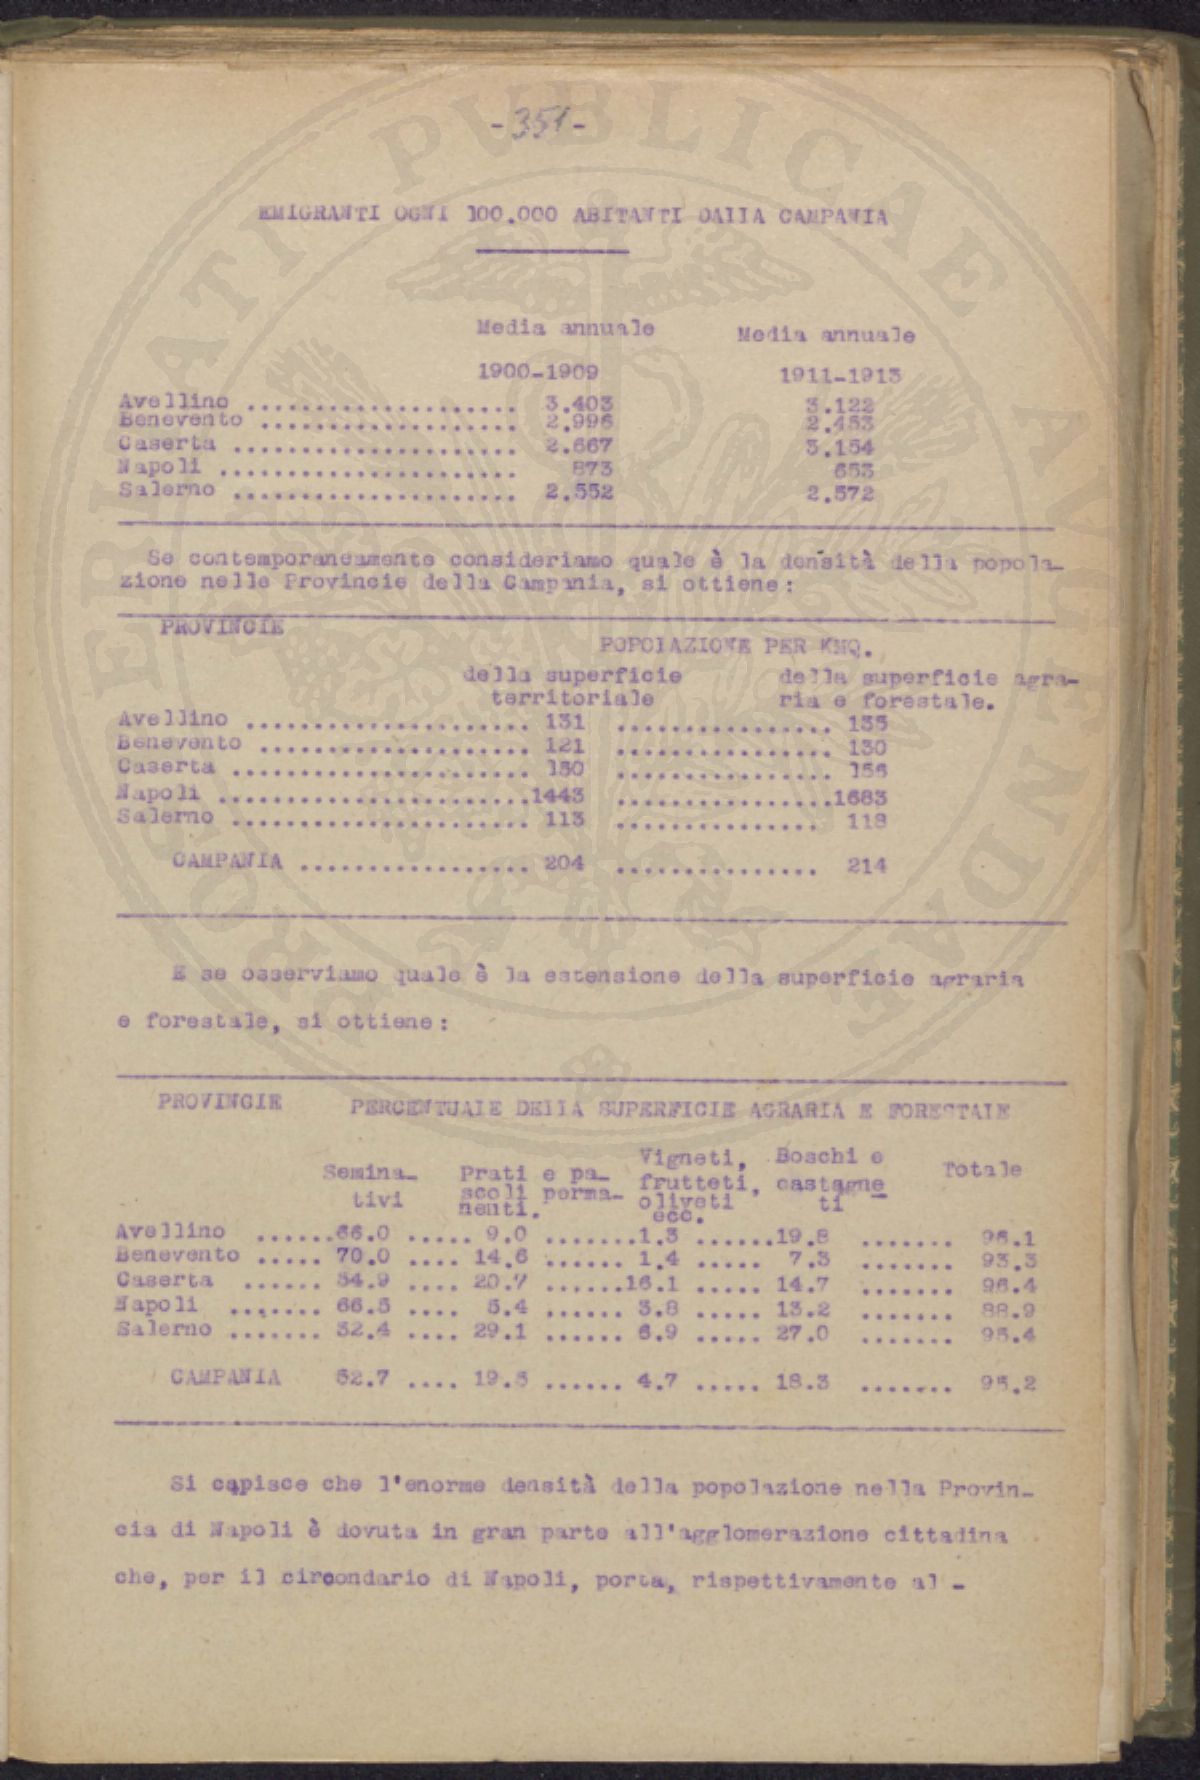 -351-
EMIGRANTI OGNI 100.000 ABITANTI DALLA CAMPANIA
Media annuale Media annuale
1900-1909 1911-1913
Avellino .................... 3.403 3.122
Benevento ................... 2.996 2.453
Caserta ..................... 2.667 3.154
Napoli ...................... 873 653
Salerno ..................... 2.552 2.572
Se contemporaneamente consideriamo quale è la densità della popola-
zione nelle Provincie della Campania, si ottiene:
PROVINCIE
POPOLAZIONE PER KMQ.
della superficie della superficie agra-
territoriale ria e forestale.
Avellino ..................... 131 ................ 135
Benevento .................... 121 ................ 130
Caserta ...................... 150 ................ 156
Napoli .......................1443 ................1683
Salerno ...................... 113 ............... 118
CAMPANIA ................. 204 ............... 214
E se osserviamo quale è la estensione della superficie agraria
e forestale, si ottiene:
PROVINCIE PERCENTUALE DELLA SUPERFICIE AGRARIA E FORESTALE
Semina- Prati e pa- Vigneti, Boschi e Totale
tivi scoli perma- frutteti, castagne
nenti. oliveti ti
ecc.
Avellino ......66.0 ..... 9.0 .......1.3 ......19.8 ....... 96.1
Benevento ..... 70.0 .... 14.6 ...... 1.4 ..... 7.3 ....... 93.3
Caserta ...... 20.7 ......16.1 ..... 14.7 ....... 96.4
Napoli ....... 66.5 .... 5.4 ...... 3.8 ..... 13.2 ....... 88.9
Salerno ....... 32.4 .... 29.1 ...... 6.9 ..... 27.0 ....... 95.4
CAMPANIA 52.7 .... 19.5 ...... 4.7 ..... 18.3 ....... 95.2
Si capisce che l'enorme densità della popolazione nella Provin-
cia di Napoli è dovuta in gran parte all'agglomerazione cittadina
che, per il circondario di Napoli, porta, rispettivamente al -
PROSPERITATI PUBLICAE AUGENDAE